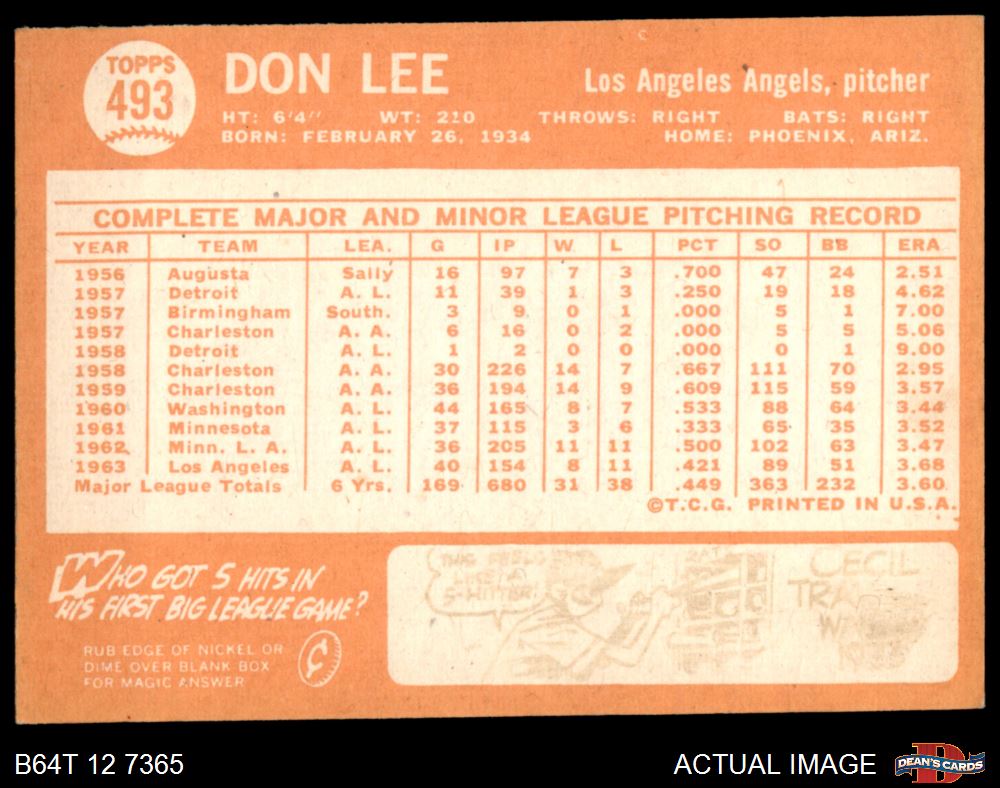 TOPPS
493
DON LEE
Los Angeles Angels, pitcher
HT: 6'4" WT: 210 THROWS: RIGHT BATS: RIGHT
BORN: FEBRUARY 26, 1934 HOME: PHOENIX, ARIZ.
COMPLETE MAJOR AND MINOR LEAGUE PITCHING RECORD
YEAR TEAM LEA. G IP W L PCT SO BB ERA
1956 Augusta Sally 16 97 7 3 .700 47 24 2.51
1957 Detroit A. L. 11 39 1 3 .250 19 18 4.62
1957 Birmingham South. 3 9 0 1 .000 5 1 7.00
1957 Charleston A. A. 6 16 0 2 .000 5 5 5.06
1958 Detroit A. L. 1 2 0 0 .000 0 1 9.00
1958 Charleston A. A. 30 226 14 7 .667 111 70 2.95
1959 Charleston A. A. 36 194 14 9 .609 115 59 3.57
1960 Washington A. L. 44 165 8 7 .533 88 64 3.44
1961 Minnesota A. L. 37 115 3 6 .333 65 35 3.52
1962 Minn. L. A. A. L. 36 205 11 11 .500 102 63 3.47
1963 Los Angeles A. L. 40 154 8 11 .421 89 51 3.68
Major League Totals 6 Yrs. 169 680 31 38 .449 363 232 3.60
©T.C.G. PRINTED IN U.S.A.
WHO GOT 5 HITS IN
HIS FIRST BIG LEAGUE GAME?
RUB EDGE OF NICKEL OR
DIME OVER BLANK BOX
FOR MAGIC ANSWER
¢
LIKE A
5-HITTER!
CECIL
B64T 12 7365
ACTUAL IMAGE
DEAN'S CARDS